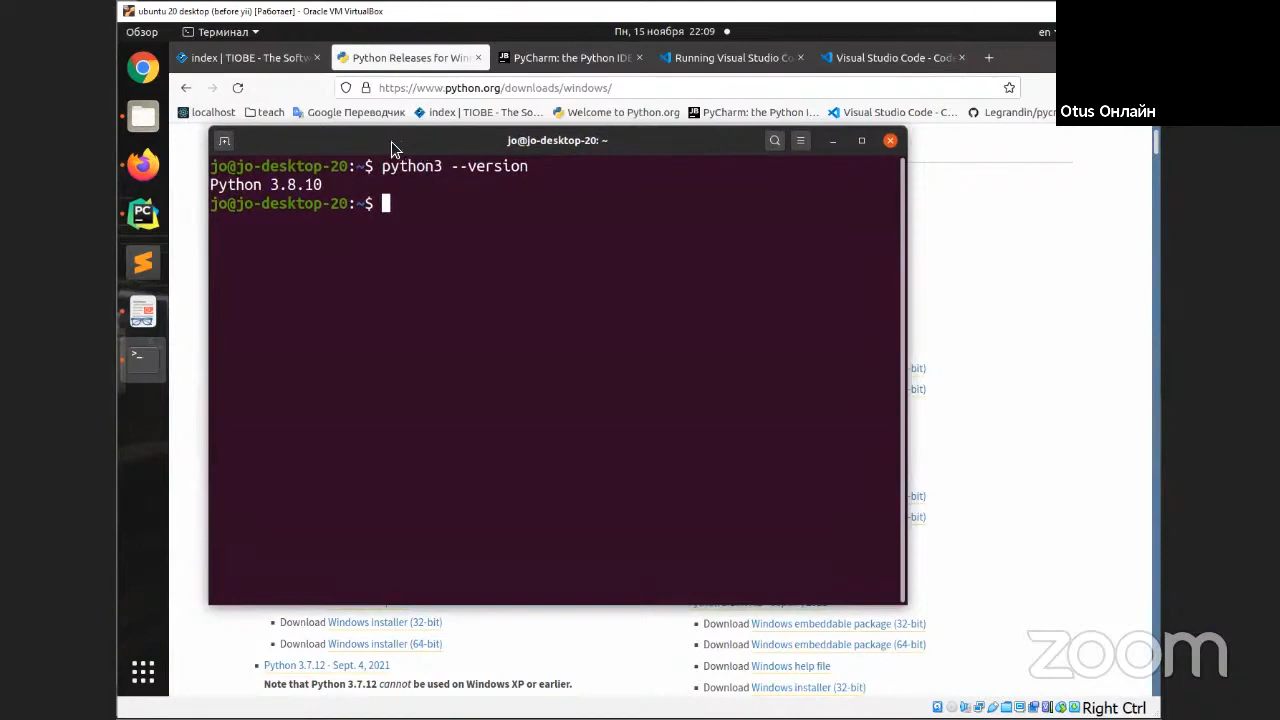 ubuntu 20 desktop (before yii) [Работает] - Oracle VM VirtualBox
Обзор Терминал Пн, 15 ноября 22:09 en
index | TIOBE - The Softw Python Releases for Win PyCharm: the Python IDE Running Visual Studio Co Visual Studio Code - Code
https://www.python.org/downloads/windows/
localhost teach Google Переводчик index | TIOBE - The So... Welcome to Python.org PyCharm: the Python I... Visual Studio Code - C... Legrandin/pyc
Otus Онлайн
jo@jo-desktop-20: ~
jo@jo-desktop-20:~$ python3 --version
Python 3.8.10
jo@jo-desktop-20:~$
-bit)
-bit)
-bit)
-bit)
Download Windows installer (32-bit)
Download Windows installer (64-bit)
Python 3.7.12 - Sept. 4, 2021
Note that Python 3.7.12 cannot be used on Windows XP or earlier.
Download Windows embeddable package (32-bit)
Download Windows embeddable package (64-bit)
Download Windows help file
Download Windows installer (32-bit)
zoom
Right Ctrl